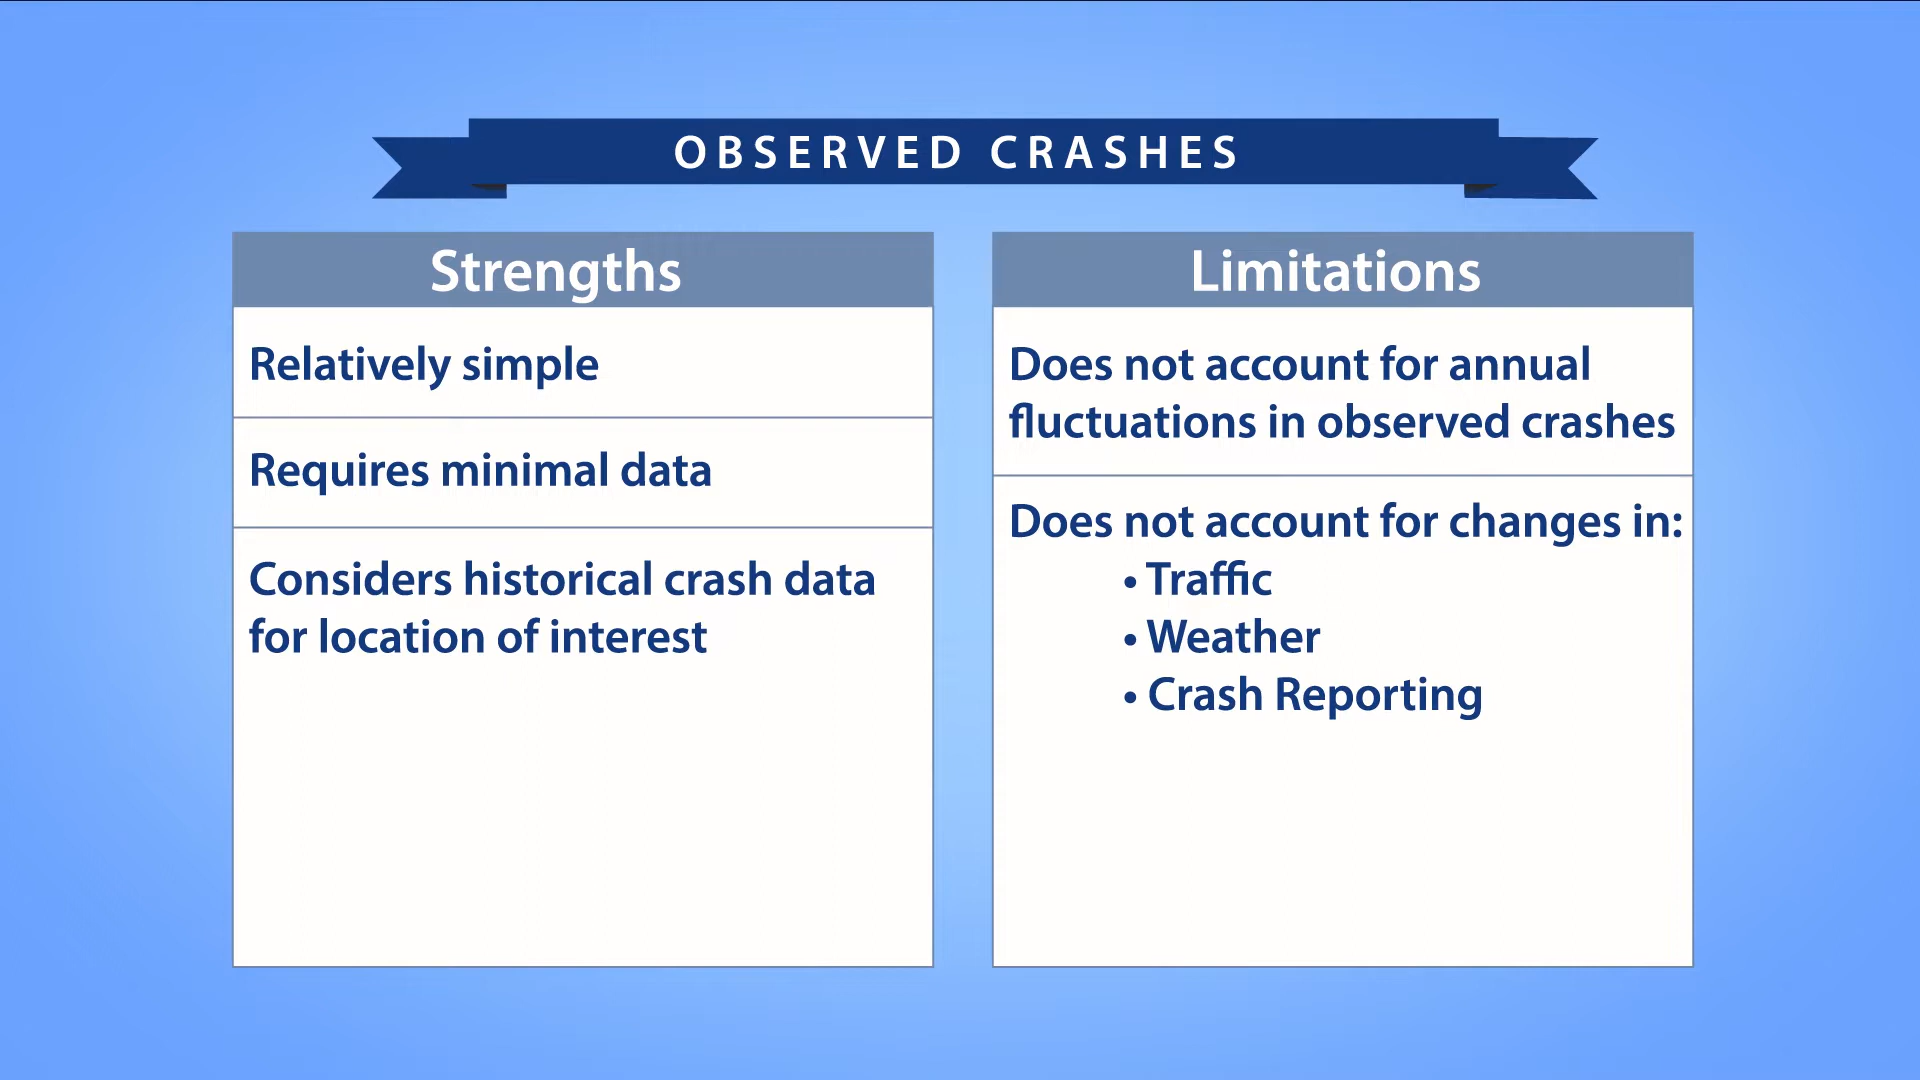 OBSERVED CRASHES
Strengths
Relatively simple
Requires minimal data
Considers historical crash data
for location of interest
Limitations
Does not account for annual
fluctuations in observed crashes
Does not account for changes in:
• Traffic
• Weather
• Crash Reporting